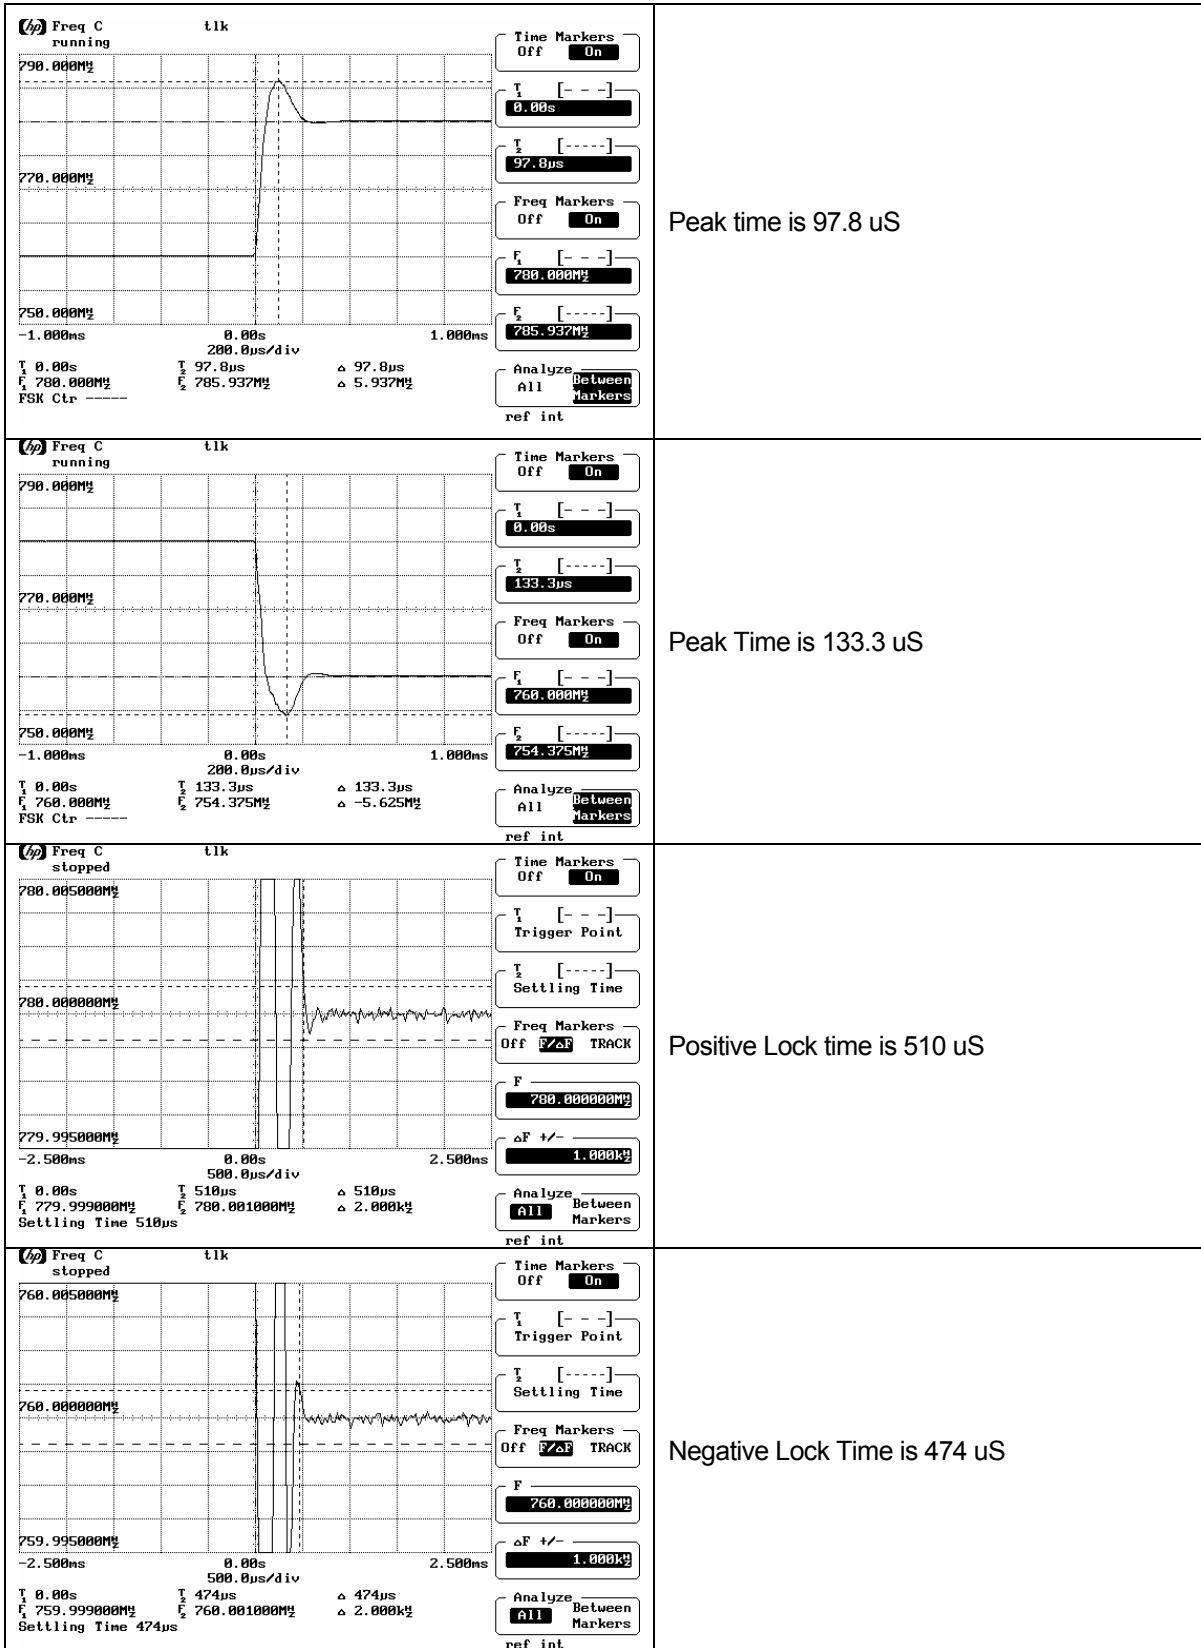 hp Freq C tlk
running
790.000MHz
770.000MHz
750.000MHz
-1.000ms 0.00s 1.000ms
200.0µs/div
T1 0.00s T2 97.8µs △ 97.8µs
F1 780.000MHz F2 785.937MHz △ 5.937MHz
FSK Ctr -----
Time Markers
Off On
T1 [- - -]
0.00s
T2 [-----]
97.8µs
Freq Markers
Off On
F1 [- - -]
780.000MHz
F2 [-----]
785.937MHz
Analyze
All Between Markers
ref int
Peak time is 97.8 uS
hp Freq C tlk
running
790.000MHz
770.000MHz
750.000MHz
-1.000ms 0.00s 1.000ms
200.0µs/div
T1 0.00s T2 133.3µs △ 133.3µs
F1 760.000MHz F2 754.375MHz △ -5.625MHz
FSK Ctr -----
Time Markers
Off On
T1 [- - -]
0.00s
T2 [-----]
133.3µs
Freq Markers
Off On
F1 [- - -]
760.000MHz
F2 [-----]
754.375MHz
Analyze
All Between Markers
ref int
Peak Time is 133.3 uS
hp Freq C tlk
stopped
780.005000MHz
780.000000MHz
779.995000MHz
-2.500ms 0.00s 2.500ms
500.0µs/div
T1 0.00s T2 510µs △ 510µs
F1 779.999000MHz F2 780.001000MHz △ 2.000kHz
Settling Time 510µs
Time Markers
Off On
T1 [- - -]
Trigger Point
T2 [-----]
Settling Time
Freq Markers
Off F/△F TRACK
F
780.000000MHz
△F +/-
1.000kHz
Analyze
All Between Markers
ref int
Positive Lock time is 510 uS
hp Freq C tlk
stopped
760.005000MHz
760.000000MHz
759.995000MHz
-2.500ms 0.00s 2.500ms
500.0µs/div
T1 0.00s T2 474µs △ 474µs
F1 759.999000MHz F2 760.001000MHz △ 2.000kHz
Settling Time 474µs
Time Markers
Off On
T1 [- - -]
Trigger Point
T2 [-----]
Settling Time
Freq Markers
Off F/△F TRACK
F
760.000000MHz
△F +/-
1.000kHz
Analyze
All Between Markers
ref int
Negative Lock Time is 474 uS